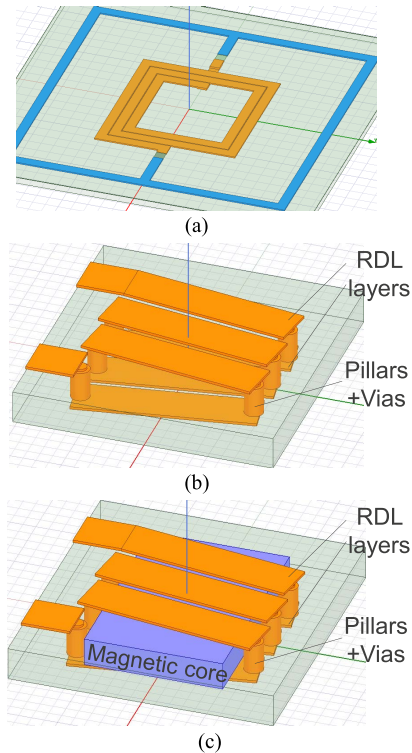 (a)
RDL
layers
Pillars
+Vias
(b)
RDL
layers
Pillars
+Vias
Magnetic core
(c)